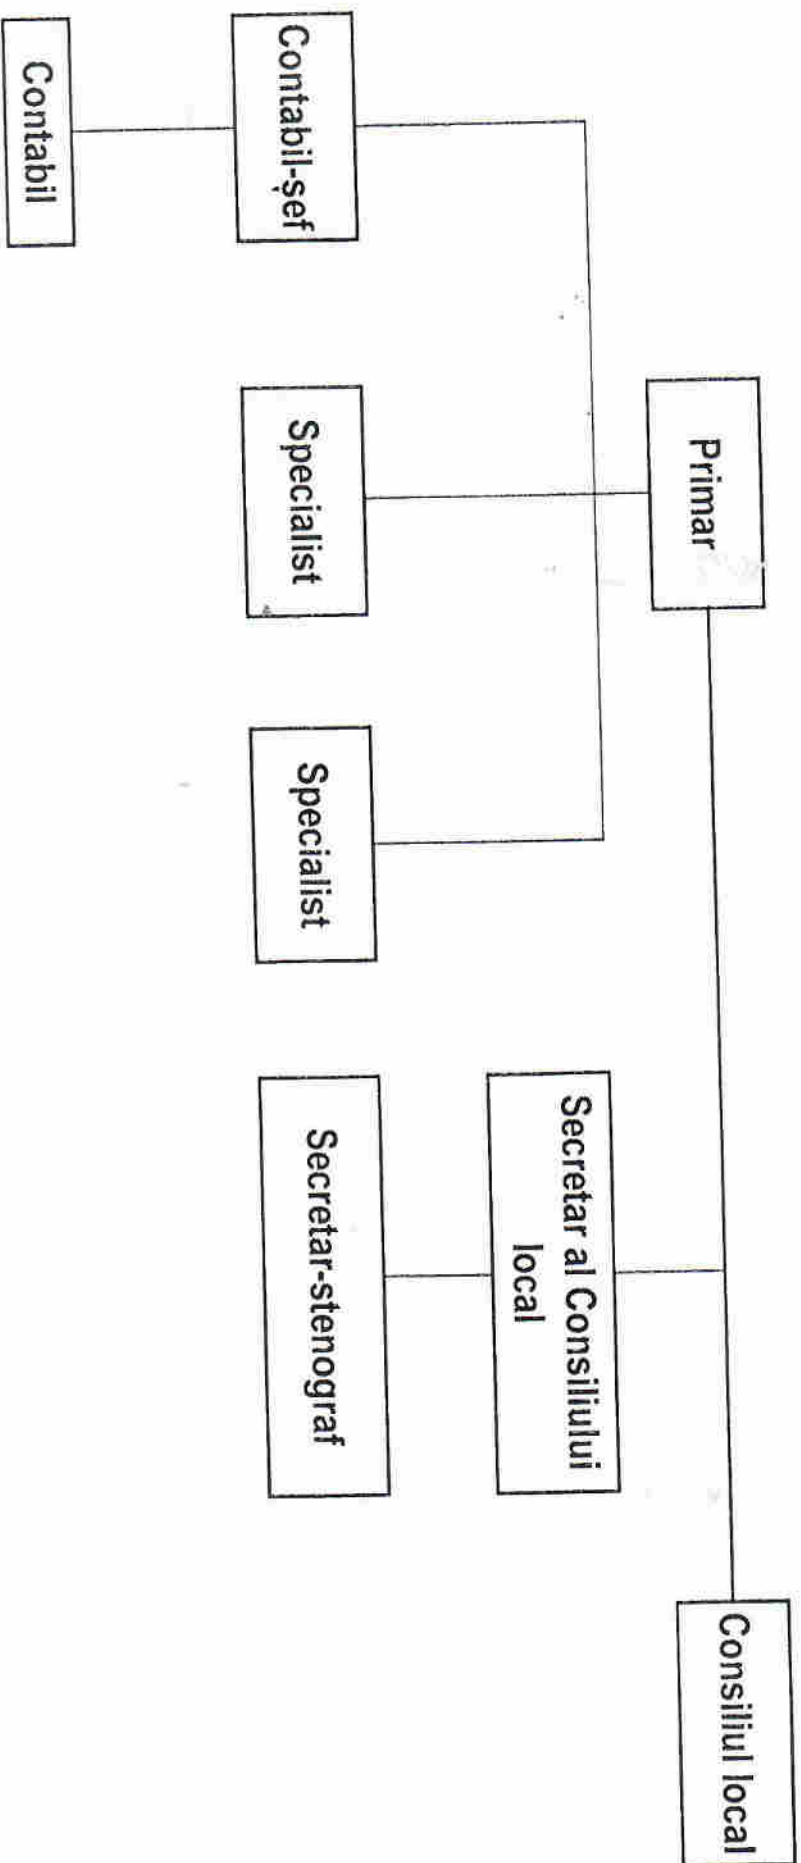 Primar
Consiliul local
Contabil-șef
Specialist
Specialist
Secretar al Consiliului
local
Secretar-stenograf
Contabil